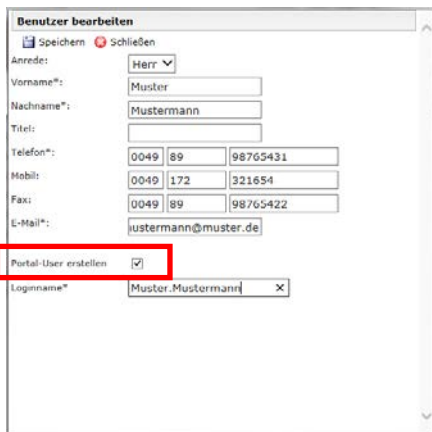 Benutzer bearbeiten
Speichern Schließen
Anrede: Herr
Vorname*: Muster
Nachname*: Mustermann
Titel:
Telefon*: 0049 89 98765431
Mobil: 0049 172 321654
Fax: 0049 89 98765422
E-Mail*: ustermann@muster.de
Portal-User erstellen
Loginname* Muster.Mustermann